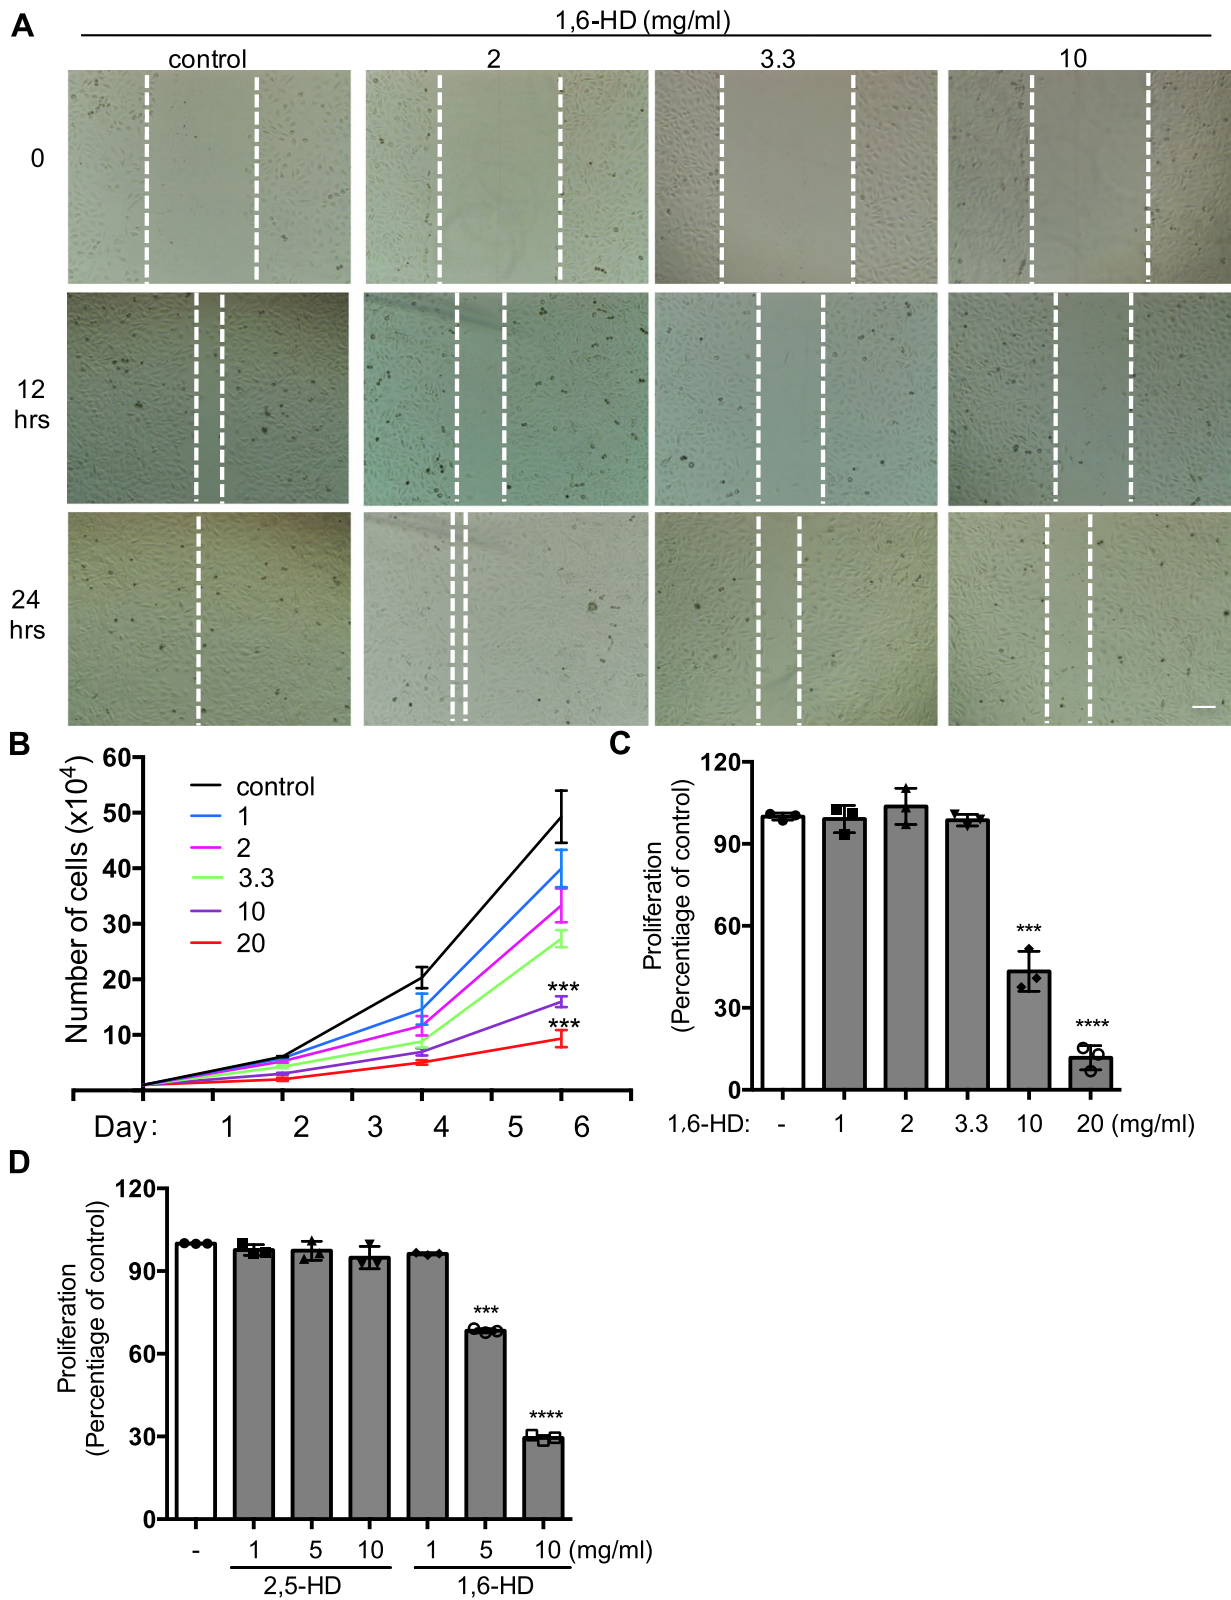 A
1,6-HD (mg/ml)
control 2 3.3 10
0
12
hrs
24
hrs
B
Number of cells (x10⁴)
60
50
40
30
20
10
control
1
2
3.3
10
20
***
***
Day: 1 2 3 4 5 6
C
Proliferation
(Percentiage of control)
120
90
60
30
0
***
****
1,6-HD: - 1 2 3.3 10 20 (mg/ml)
D
Proliferation
(Percentiage of control)
120
90
60
30
0
***
****
- 1 5 10 1 5 10 (mg/ml)
2,5-HD 1,6-HD